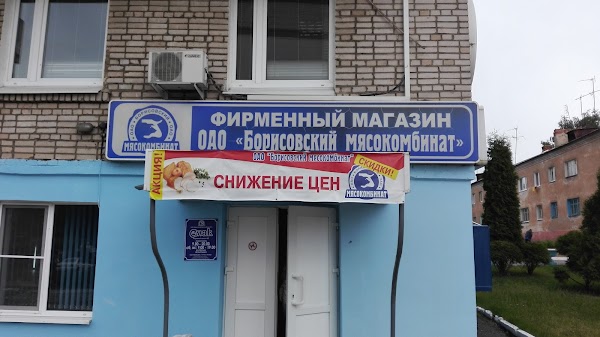 ФИРМЕННЫЙ МАГАЗИН
ОАО «БОРИСОВСКИЙ МЯСОКОМБИНАТ»
МЯСОКОМБИНАТ
ОАО "Борисовский мясокомбинат"
АКЦИЯ!
СНИЖЕНИЕ ЦЕН
СКИДКИ!
МЯСОКОМБИНАТ